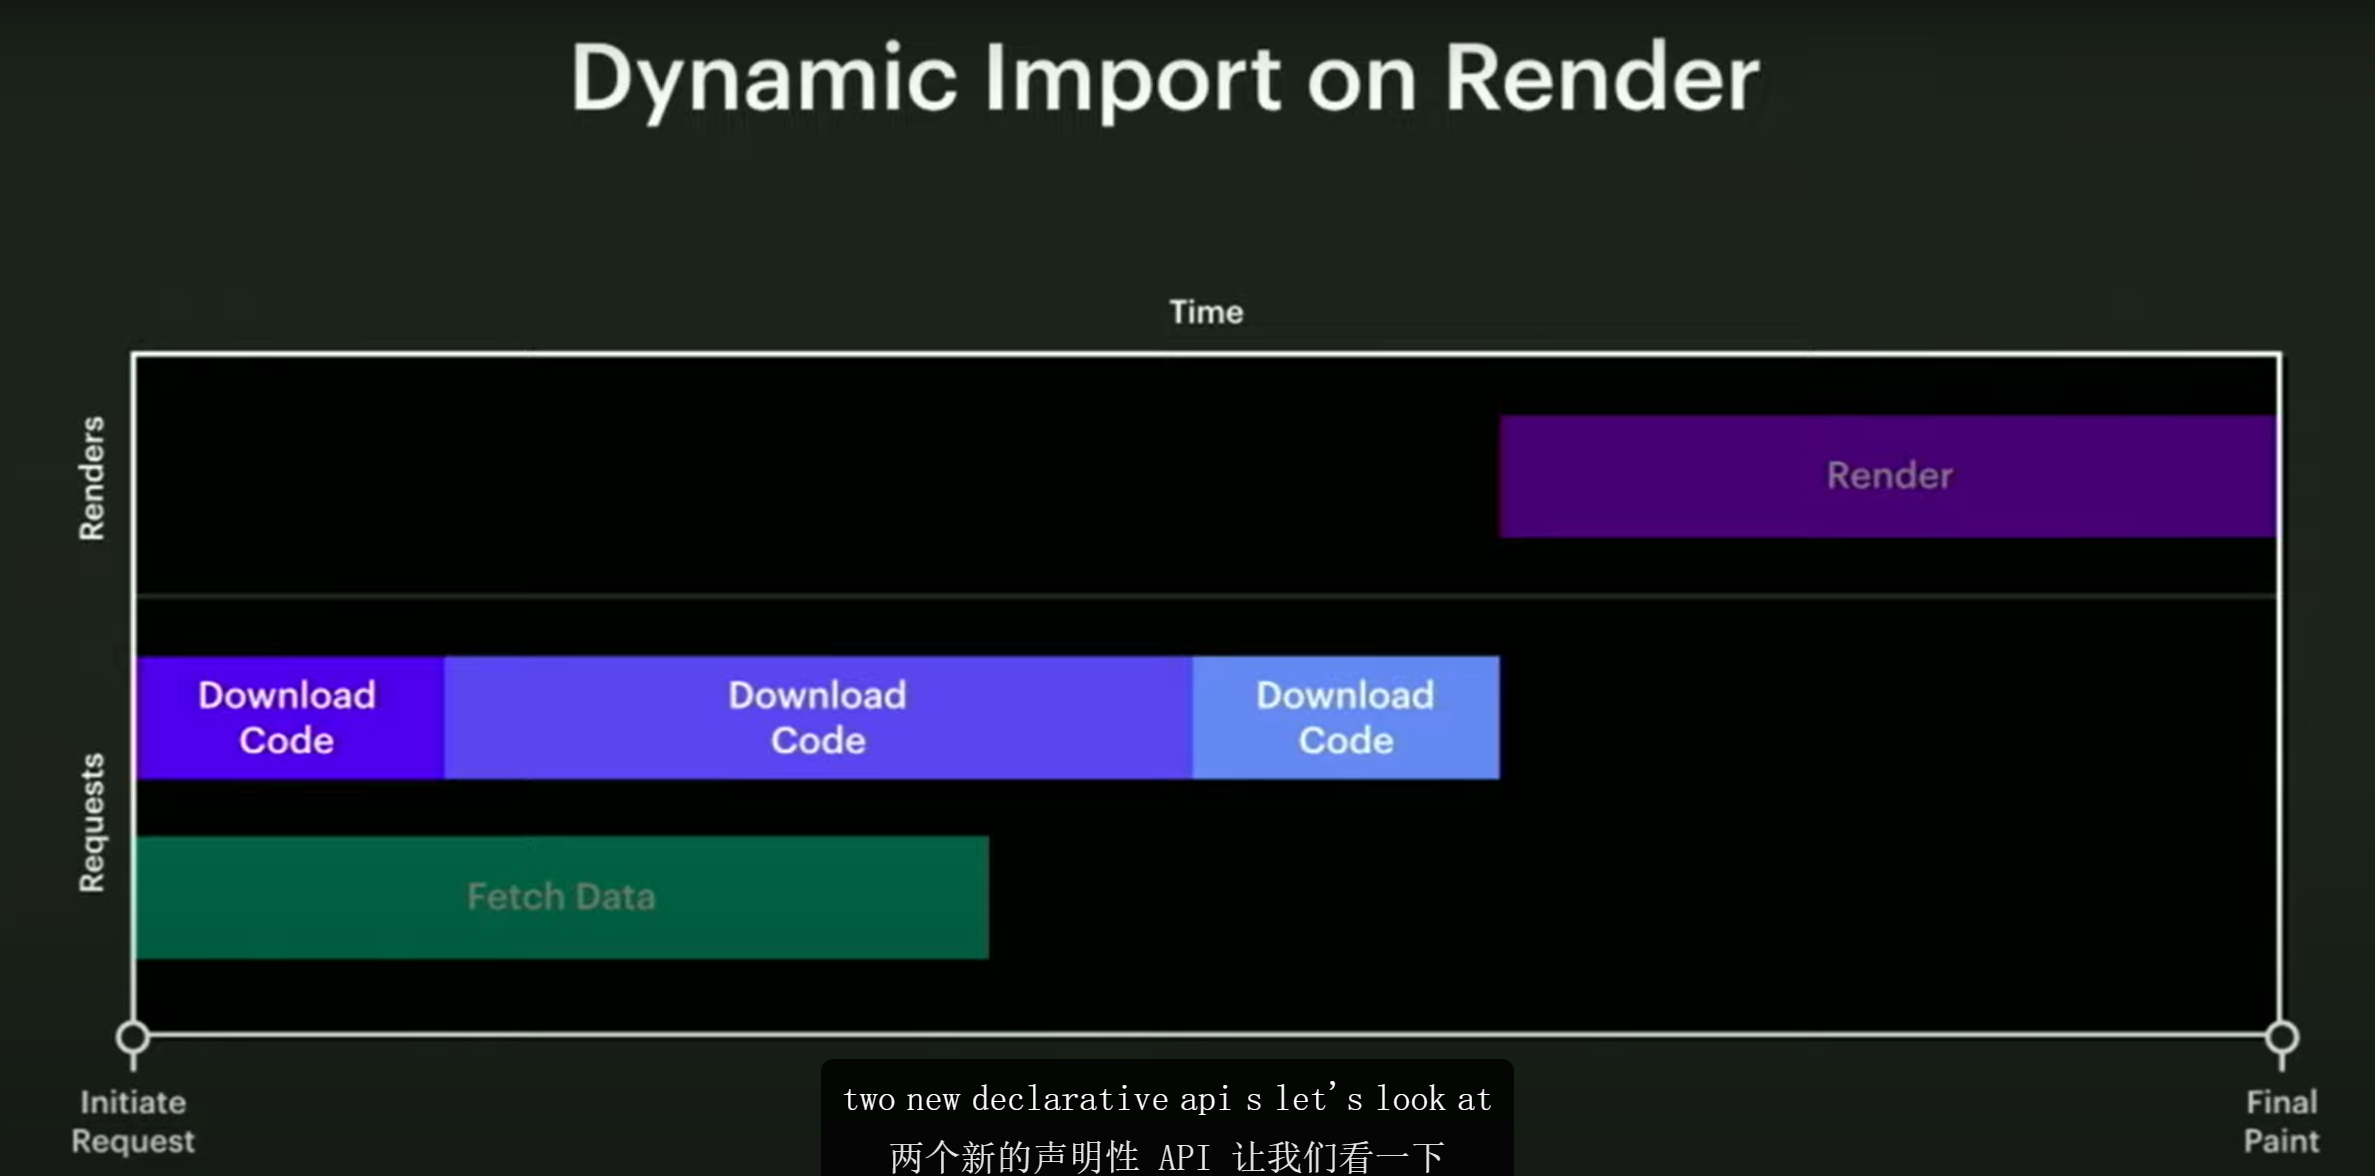 Dynamic Import on Render
Time
Renders
Render
Requests
Download
Code
Download
Code
Download
Code
Fetch Data
Initiate
Request
Final
Paint
two new declarative api s let's look at
两个新的声明性 API 让我们看一下